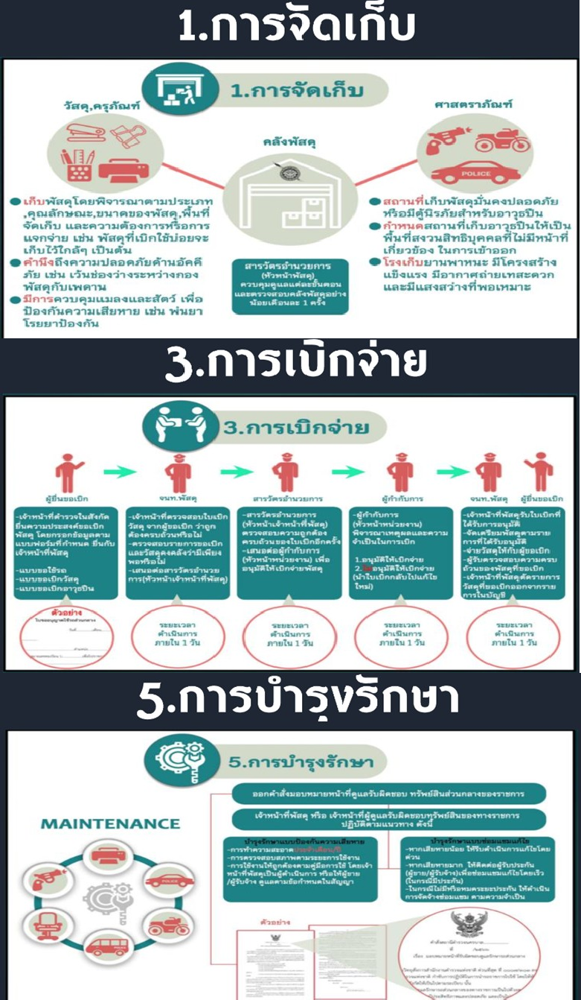 1.การจัดเก็บ
1.การจัดเก็บ
วัสดุ,ครุภัณฑ์
ศาสตราภัณฑ์
คลังพัสดุ
POLICE
●เก็บพัสดุโดยพิจารณาตามประเภท
,คุณลักษณะ,ขนาดของพัสดุ,พื้นที่
จัดเก็บ และความต้องการหรือการ
แจกจ่าย เช่น พัสดุที่เบิกใช้บ่อยจะ
เก็บไว้ใกล้ๆ เป็นต้น
●คำนึงถึงความปลอดภัยด้านอัคคี
ภัย เช่น เว้นช่องว่างระหว่างกอง
พัสดุกับเพดาน
●มีการควบคุมแมลงและสัตว์ เพื่อ
ป้องกันความเสียหาย เช่น พ่นยา
โรยยาป้องกัน
สารวัตรอำนวยการ
(หัวหน้าพัสดุ)
ควบคุมดูแลแต่ละขั้นตอน
และตรวจสอบคลังพัสดุอย่าง
น้อยเดือนละ 1 ครั้ง
●สถานที่เก็บพัสดุมั่นคงปลอดภัย
หรือมีตู้นิรภัยสำหรับอาวุธปืน
●กำหนดสถานที่เก็บอาวุธปืนให้เป็น
พื้นที่สงวนสิทธิบุคคลที่ไม่มีหน้าที่
เกี่ยวข้อง ในการเข้าออก
●โรงเก็บยานพาหนะ มีโครงสร้าง
แข็งแรง มีอากาศถ่ายเทสะดวก
และมีแสงสว่างที่พอเหมาะ
3.การเบิกจ่าย
3.การเบิกจ่าย
ผู้ยื่นขอเบิก
จนท.พัสดุ
สารวัตรอำนวยการ
ผู้กำกับการ
จนท.พัสดุ ผู้ยื่นขอเบิก
-เจ้าหน้าที่ตำรวจในสังกัด
ยื่นความประสงค์ขอเบิก
พัสดุ โดยกรอกข้อมูลตาม
แบบฟอร์มที่กำหนด ยื่นกับ
เจ้าหน้าที่พัสดุ
-แบบขอใช้รถ
-แบบขอเบิกวัสดุ
-แบบขอเบิกอาวุธปืน
-เจ้าหน้าที่ตรวจสอบใบเบิก
วัสดุ จากผู้ขอเบิก ว่าถูก
ต้องครบถ้วนหรือไม่
-ตรวจสอบรายการขอเบิก
และวัสดุคงคลังว่ามีเพียง
พอหรือไม่
-เสนอต่อสารวัตรอำนวย
การ(หัวหน้าเจ้าหน้าที่พัสดุ)
-สารวัตรอำนวยการ
(หัวหน้าเจ้าหน้าที่พัสดุ)
ตรวจสอบความถูกต้อง
ครบถ้วนของใบเบิกอีกครั้ง
-เสนอต่อผู้กำกับการ
(หัวหน้าหน่วยงาน) เพื่อ
อนุมัติให้เบิกจ่ายพัสดุ
-ผู้กำกับการ
(หัวหน้าหน่วยงาน)
พิจารณาเหตุผลและความ
จำเป็นในการเบิก
1.อนุมัติให้เบิกจ่าย
2.ไม่อนุมัติให้เบิกจ่าย
(นำใบเบิกกลับไปแก้ไข
ใหม่)
-เจ้าหน้าที่พัสดุรับใบเบิกที่
ได้รับการอนุมัติ
-จัดเตรียมพัสดุตามราย
การที่ได้รับอนุมัติ
-จ่ายวัสดุให้กับผู้ขอเบิก
-ผู้รับตรวจสอบความครบ
ถ้วนของพัสดุที่ขอเบิก
-เจ้าหน้าที่พัสดุตัดรายการ
วัสดุที่ขอเบิกออกจากราย
การในบัญชี
ตัวอย่าง
ใบขออนุญาตใช้รถส่วนกลาง
ระยะเวลา
ดำเนินการ
ภายใน 1 วัน
ระยะเวลา
ดำเนินการ
ภายใน 1 วัน
ระยะเวลา
ดำเนินการ
ภายใน 1 วัน
ระยะเวลา
ดำเนินการ
ภายใน 1 วัน
5.การบำรุงรักษา
5.การบำรุงรักษา
ออกคำสั่งมอบหมายหน้าที่ดูแลรับผิดชอบ ทรัพย์สินส่วนกลางของราชการ
เจ้าหน้าที่พัสดุ หรือ เจ้าหน้าที่ผู้ดูแลรับผิดชอบทรัพย์สินของทางราชการ
ปฏิบัติตามแนวทาง ดังนี้
MAINTENANCE
POLICE
POLICE
บำรุงรักษาแบบป้องกันความเสียหาย
-การทำความสะอาดประจำเดือน/ปี
-การตรวจสอบสภาพตามระยะการใช้งาน
-การใช้งานให้ถูกต้องตามคู่มือการใช้ โดยเจ้า
หน้าที่พัสดุเป็นผู้ดำเนินการ หรือให้ผู้ขาย
/ผู้รับจ้าง ดูแลตามข้อกำหนดในสัญญา
บำรุงรักษาแบบซ่อมแซมแก้ไข
-หากเสียหายน้อย ให้รีบดำเนินการแก้ไขโดย
ด่วน
-หากเสียหายมาก ให้ติดต่อผู้รับประกัน
(ผู้ขาย/ผู้รับจ้าง)เพื่อซ่อมแซมแก้ไขโดยเร็ว
(ในกรณีมีประกัน)
-ในกรณีไม่มีหรือหมดระยะประกัน ให้ดำเนิน
การจัดจ้างซ่อมแซม ตามความจำเป็น
ตัวอย่าง
ที่ /๒๕๖๖
เรื่อง มอบหมายหน้าที่รับผิดชอบดูแลรักษารถส่วนกลาง